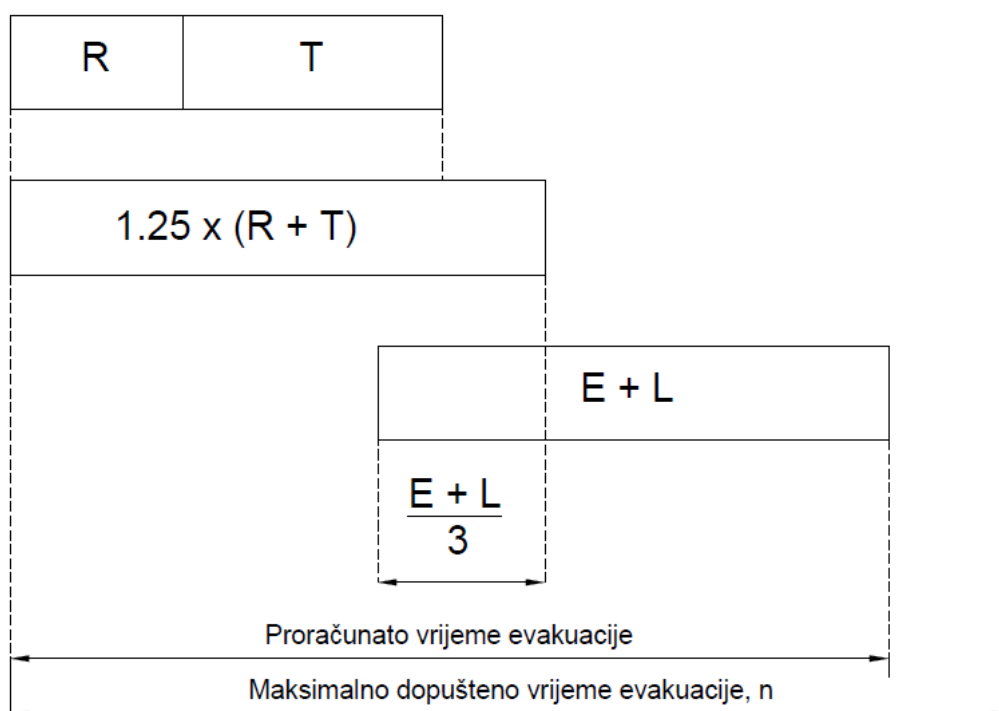 R T
1.25 x (R + T)
E + L
E + L
3
Proračunato vrijeme evakuacije
Maksimalno dopušteno vrijeme evakuacije, n